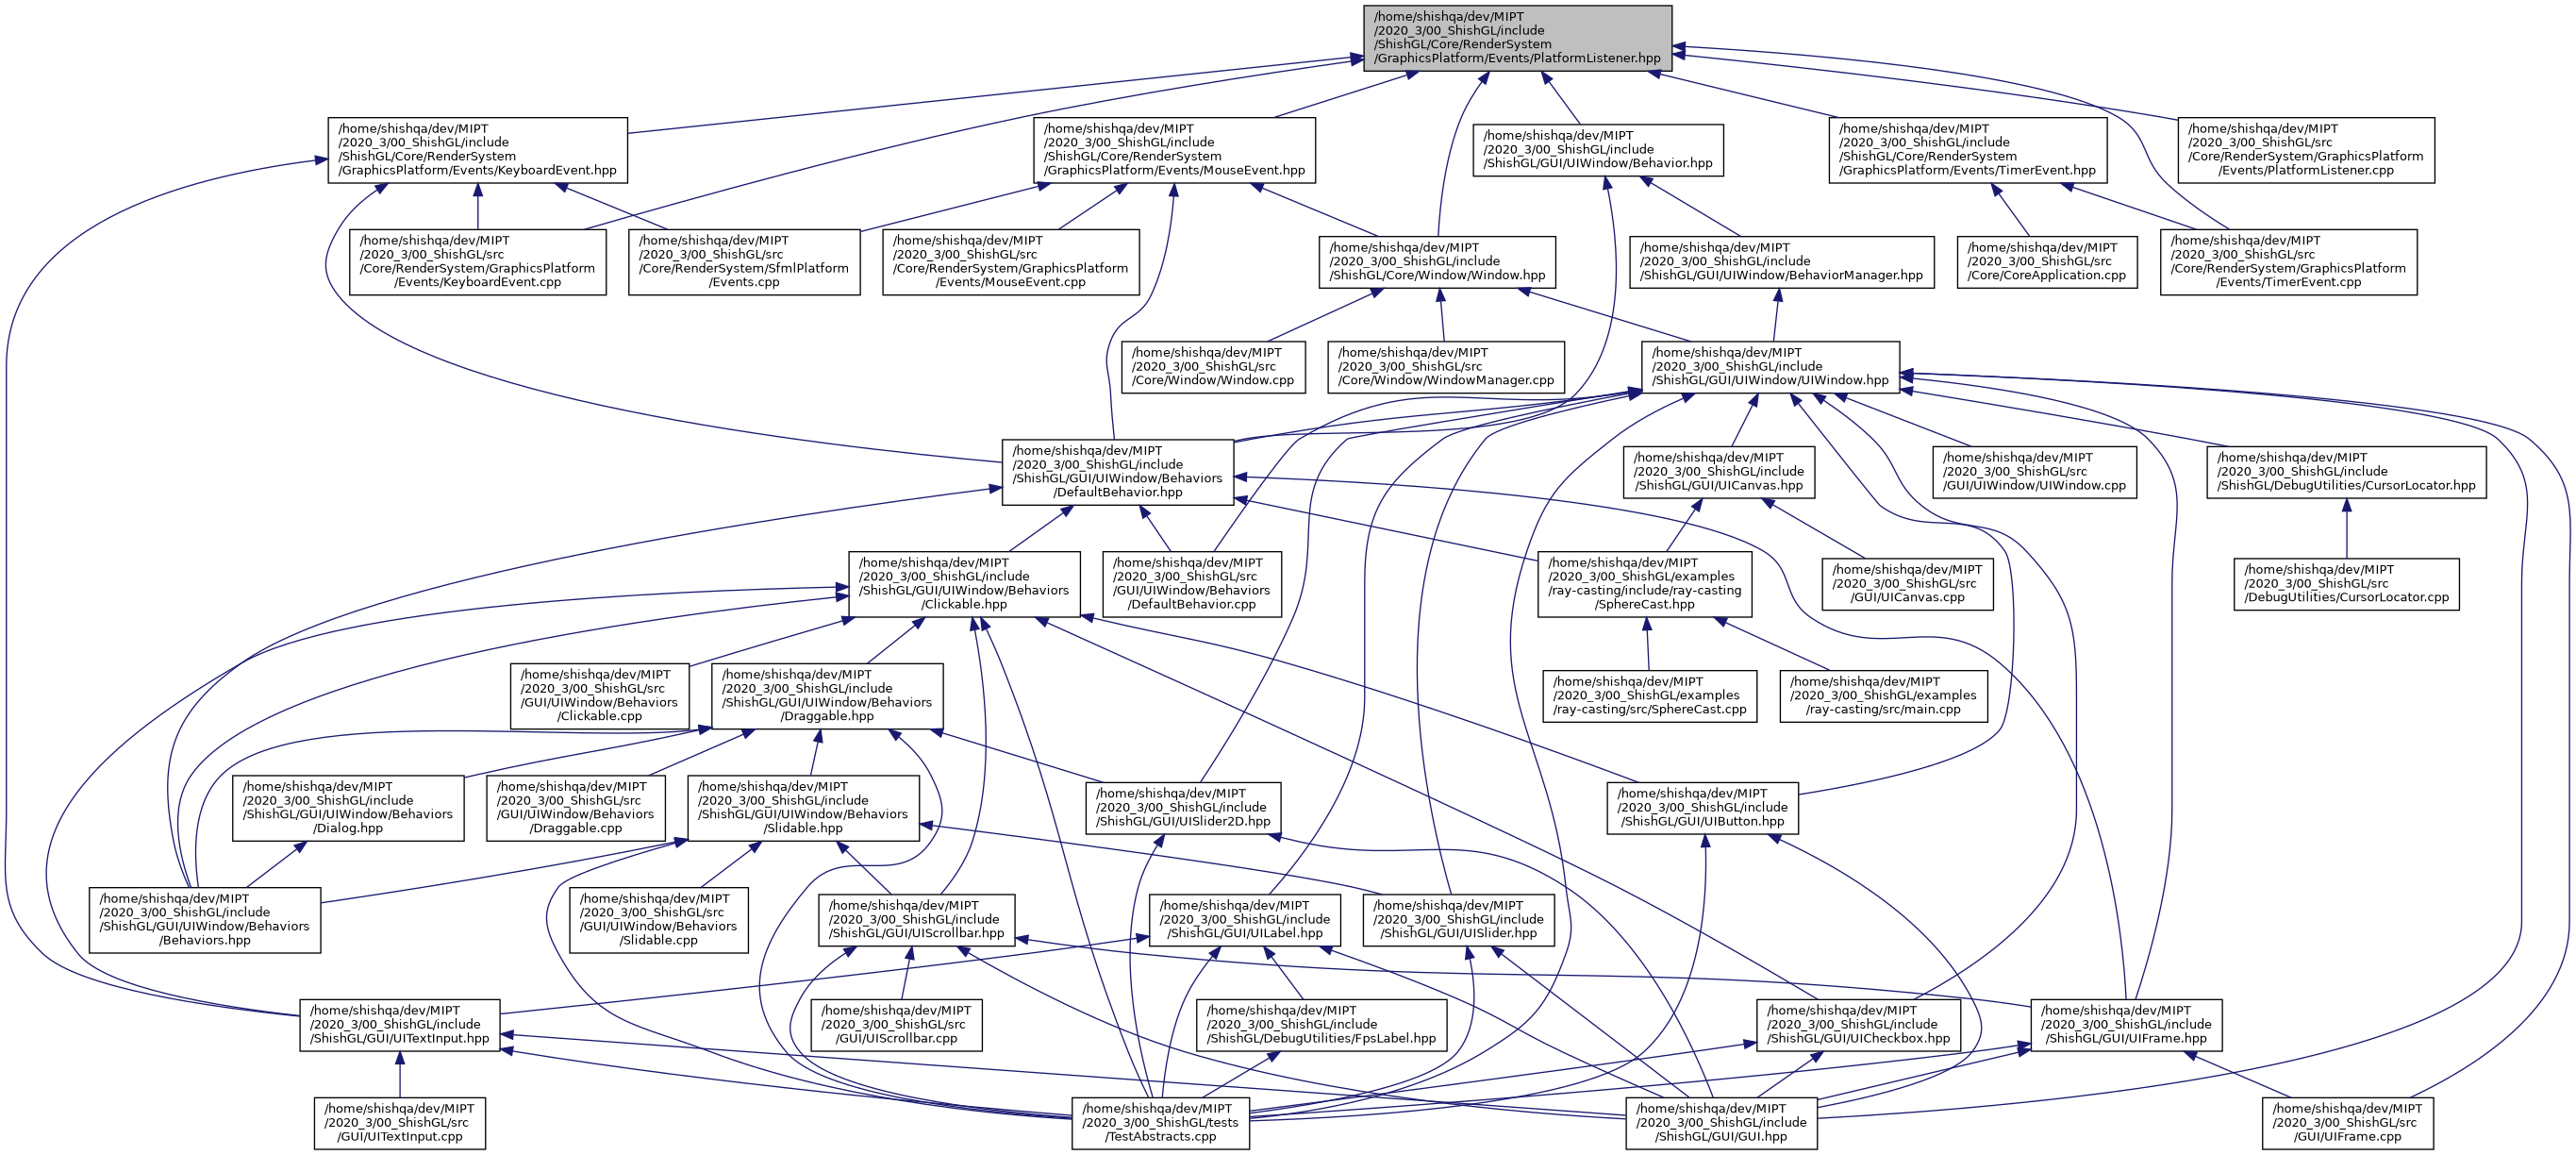 /home/shishqa/dev/MIPT
/2020_3/00_ShishGL/include
/ShishGL/Core/RenderSystem
/GraphicsPlatform/Events/PlatformListener.hpp
/home/shishqa/dev/MIPT
/2020_3/00_ShishGL/include
/ShishGL/Core/RenderSystem
/GraphicsPlatform/Events/KeyboardEvent.hpp
/home/shishqa/dev/MIPT
/2020_3/00_ShishGL/include
/ShishGL/Core/RenderSystem
/GraphicsPlatform/Events/MouseEvent.hpp
/home/shishqa/dev/MIPT
/2020_3/00_ShishGL/include
/ShishGL/GUI/UIWindow/Behavior.hpp
/home/shishqa/dev/MIPT
/2020_3/00_ShishGL/include
/ShishGL/Core/RenderSystem
/GraphicsPlatform/Events/TimerEvent.hpp
/home/shishqa/dev/MIPT
/2020_3/00_ShishGL/src
/Core/RenderSystem/GraphicsPlatform
/Events/PlatformListener.cpp
/home/shishqa/dev/MIPT
/2020_3/00_ShishGL/src
/Core/RenderSystem/GraphicsPlatform
/Events/KeyboardEvent.cpp
/home/shishqa/dev/MIPT
/2020_3/00_ShishGL/src
/Core/RenderSystem/SfmlPlatform
/Events.cpp
/home/shishqa/dev/MIPT
/2020_3/00_ShishGL/src
/Core/RenderSystem/GraphicsPlatform
/Events/MouseEvent.cpp
/home/shishqa/dev/MIPT
/2020_3/00_ShishGL/include
/ShishGL/Core/Window/Window.hpp
/home/shishqa/dev/MIPT
/2020_3/00_ShishGL/include
/ShishGL/GUI/UIWindow/BehaviorManager.hpp
/home/shishqa/dev/MIPT
/2020_3/00_ShishGL/src
/Core/CoreApplication.cpp
/home/shishqa/dev/MIPT
/2020_3/00_ShishGL/src
/Core/RenderSystem/GraphicsPlatform
/Events/TimerEvent.cpp
/home/shishqa/dev/MIPT
/2020_3/00_ShishGL/src
/Core/Window/Window.cpp
/home/shishqa/dev/MIPT
/2020_3/00_ShishGL/src
/Core/Window/WindowManager.cpp
/home/shishqa/dev/MIPT
/2020_3/00_ShishGL/include
/ShishGL/GUI/UIWindow/UIWindow.hpp
/home/shishqa/dev/MIPT
/2020_3/00_ShishGL/include
/ShishGL/GUI/UIWindow/Behaviors
/DefaultBehavior.hpp
/home/shishqa/dev/MIPT
/2020_3/00_ShishGL/include
/ShishGL/GUI/UICanvas.hpp
/home/shishqa/dev/MIPT
/2020_3/00_ShishGL/src
/GUI/UIWindow/UIWindow.cpp
/home/shishqa/dev/MIPT
/2020_3/00_ShishGL/include
/ShishGL/DebugUtilities/CursorLocator.hpp
/home/shishqa/dev/MIPT
/2020_3/00_ShishGL/include
/ShishGL/GUI/UIWindow/Behaviors
/Clickable.hpp
/home/shishqa/dev/MIPT
/2020_3/00_ShishGL/src
/GUI/UIWindow/Behaviors
/DefaultBehavior.cpp
/home/shishqa/dev/MIPT
/2020_3/00_ShishGL/examples
/ray-casting/include/ray-casting
/SphereCast.hpp
/home/shishqa/dev/MIPT
/2020_3/00_ShishGL/src
/GUI/UICanvas.cpp
/home/shishqa/dev/MIPT
/2020_3/00_ShishGL/src
/DebugUtilities/CursorLocator.cpp
/home/shishqa/dev/MIPT
/2020_3/00_ShishGL/src
/GUI/UIWindow/Behaviors
/Clickable.cpp
/home/shishqa/dev/MIPT
/2020_3/00_ShishGL/include
/ShishGL/GUI/UIWindow/Behaviors
/Draggable.hpp
/home/shishqa/dev/MIPT
/2020_3/00_ShishGL/examples
/ray-casting/src/SphereCast.cpp
/home/shishqa/dev/MIPT
/2020_3/00_ShishGL/examples
/ray-casting/src/main.cpp
/home/shishqa/dev/MIPT
/2020_3/00_ShishGL/include
/ShishGL/GUI/UIWindow/Behaviors
/Dialog.hpp
/home/shishqa/dev/MIPT
/2020_3/00_ShishGL/src
/GUI/UIWindow/Behaviors
/Draggable.cpp
/home/shishqa/dev/MIPT
/2020_3/00_ShishGL/include
/ShishGL/GUI/UIWindow/Behaviors
/Slidable.hpp
/home/shishqa/dev/MIPT
/2020_3/00_ShishGL/include
/ShishGL/GUI/UISlider2D.hpp
/home/shishqa/dev/MIPT
/2020_3/00_ShishGL/include
/ShishGL/GUI/UIButton.hpp
/home/shishqa/dev/MIPT
/2020_3/00_ShishGL/include
/ShishGL/GUI/UIWindow/Behaviors
/Behaviors.hpp
/home/shishqa/dev/MIPT
/2020_3/00_ShishGL/src
/GUI/UIWindow/Behaviors
/Slidable.cpp
/home/shishqa/dev/MIPT
/2020_3/00_ShishGL/include
/ShishGL/GUI/UIScrollbar.hpp
/home/shishqa/dev/MIPT
/2020_3/00_ShishGL/include
/ShishGL/GUI/UILabel.hpp
/home/shishqa/dev/MIPT
/2020_3/00_ShishGL/include
/ShishGL/GUI/UISlider.hpp
/home/shishqa/dev/MIPT
/2020_3/00_ShishGL/include
/ShishGL/GUI/UITextInput.hpp
/home/shishqa/dev/MIPT
/2020_3/00_ShishGL/src
/GUI/UIScrollbar.cpp
/home/shishqa/dev/MIPT
/2020_3/00_ShishGL/include
/ShishGL/DebugUtilities/FpsLabel.hpp
/home/shishqa/dev/MIPT
/2020_3/00_ShishGL/include
/ShishGL/GUI/UICheckbox.hpp
/home/shishqa/dev/MIPT
/2020_3/00_ShishGL/include
/ShishGL/GUI/UIFrame.hpp
/home/shishqa/dev/MIPT
/2020_3/00_ShishGL/src
/GUI/UITextInput.cpp
/home/shishqa/dev/MIPT
/2020_3/00_ShishGL/tests
/TestAbstracts.cpp
/home/shishqa/dev/MIPT
/2020_3/00_ShishGL/include
/ShishGL/GUI/GUI.hpp
/home/shishqa/dev/MIPT
/2020_3/00_ShishGL/src
/GUI/UIFrame.cpp